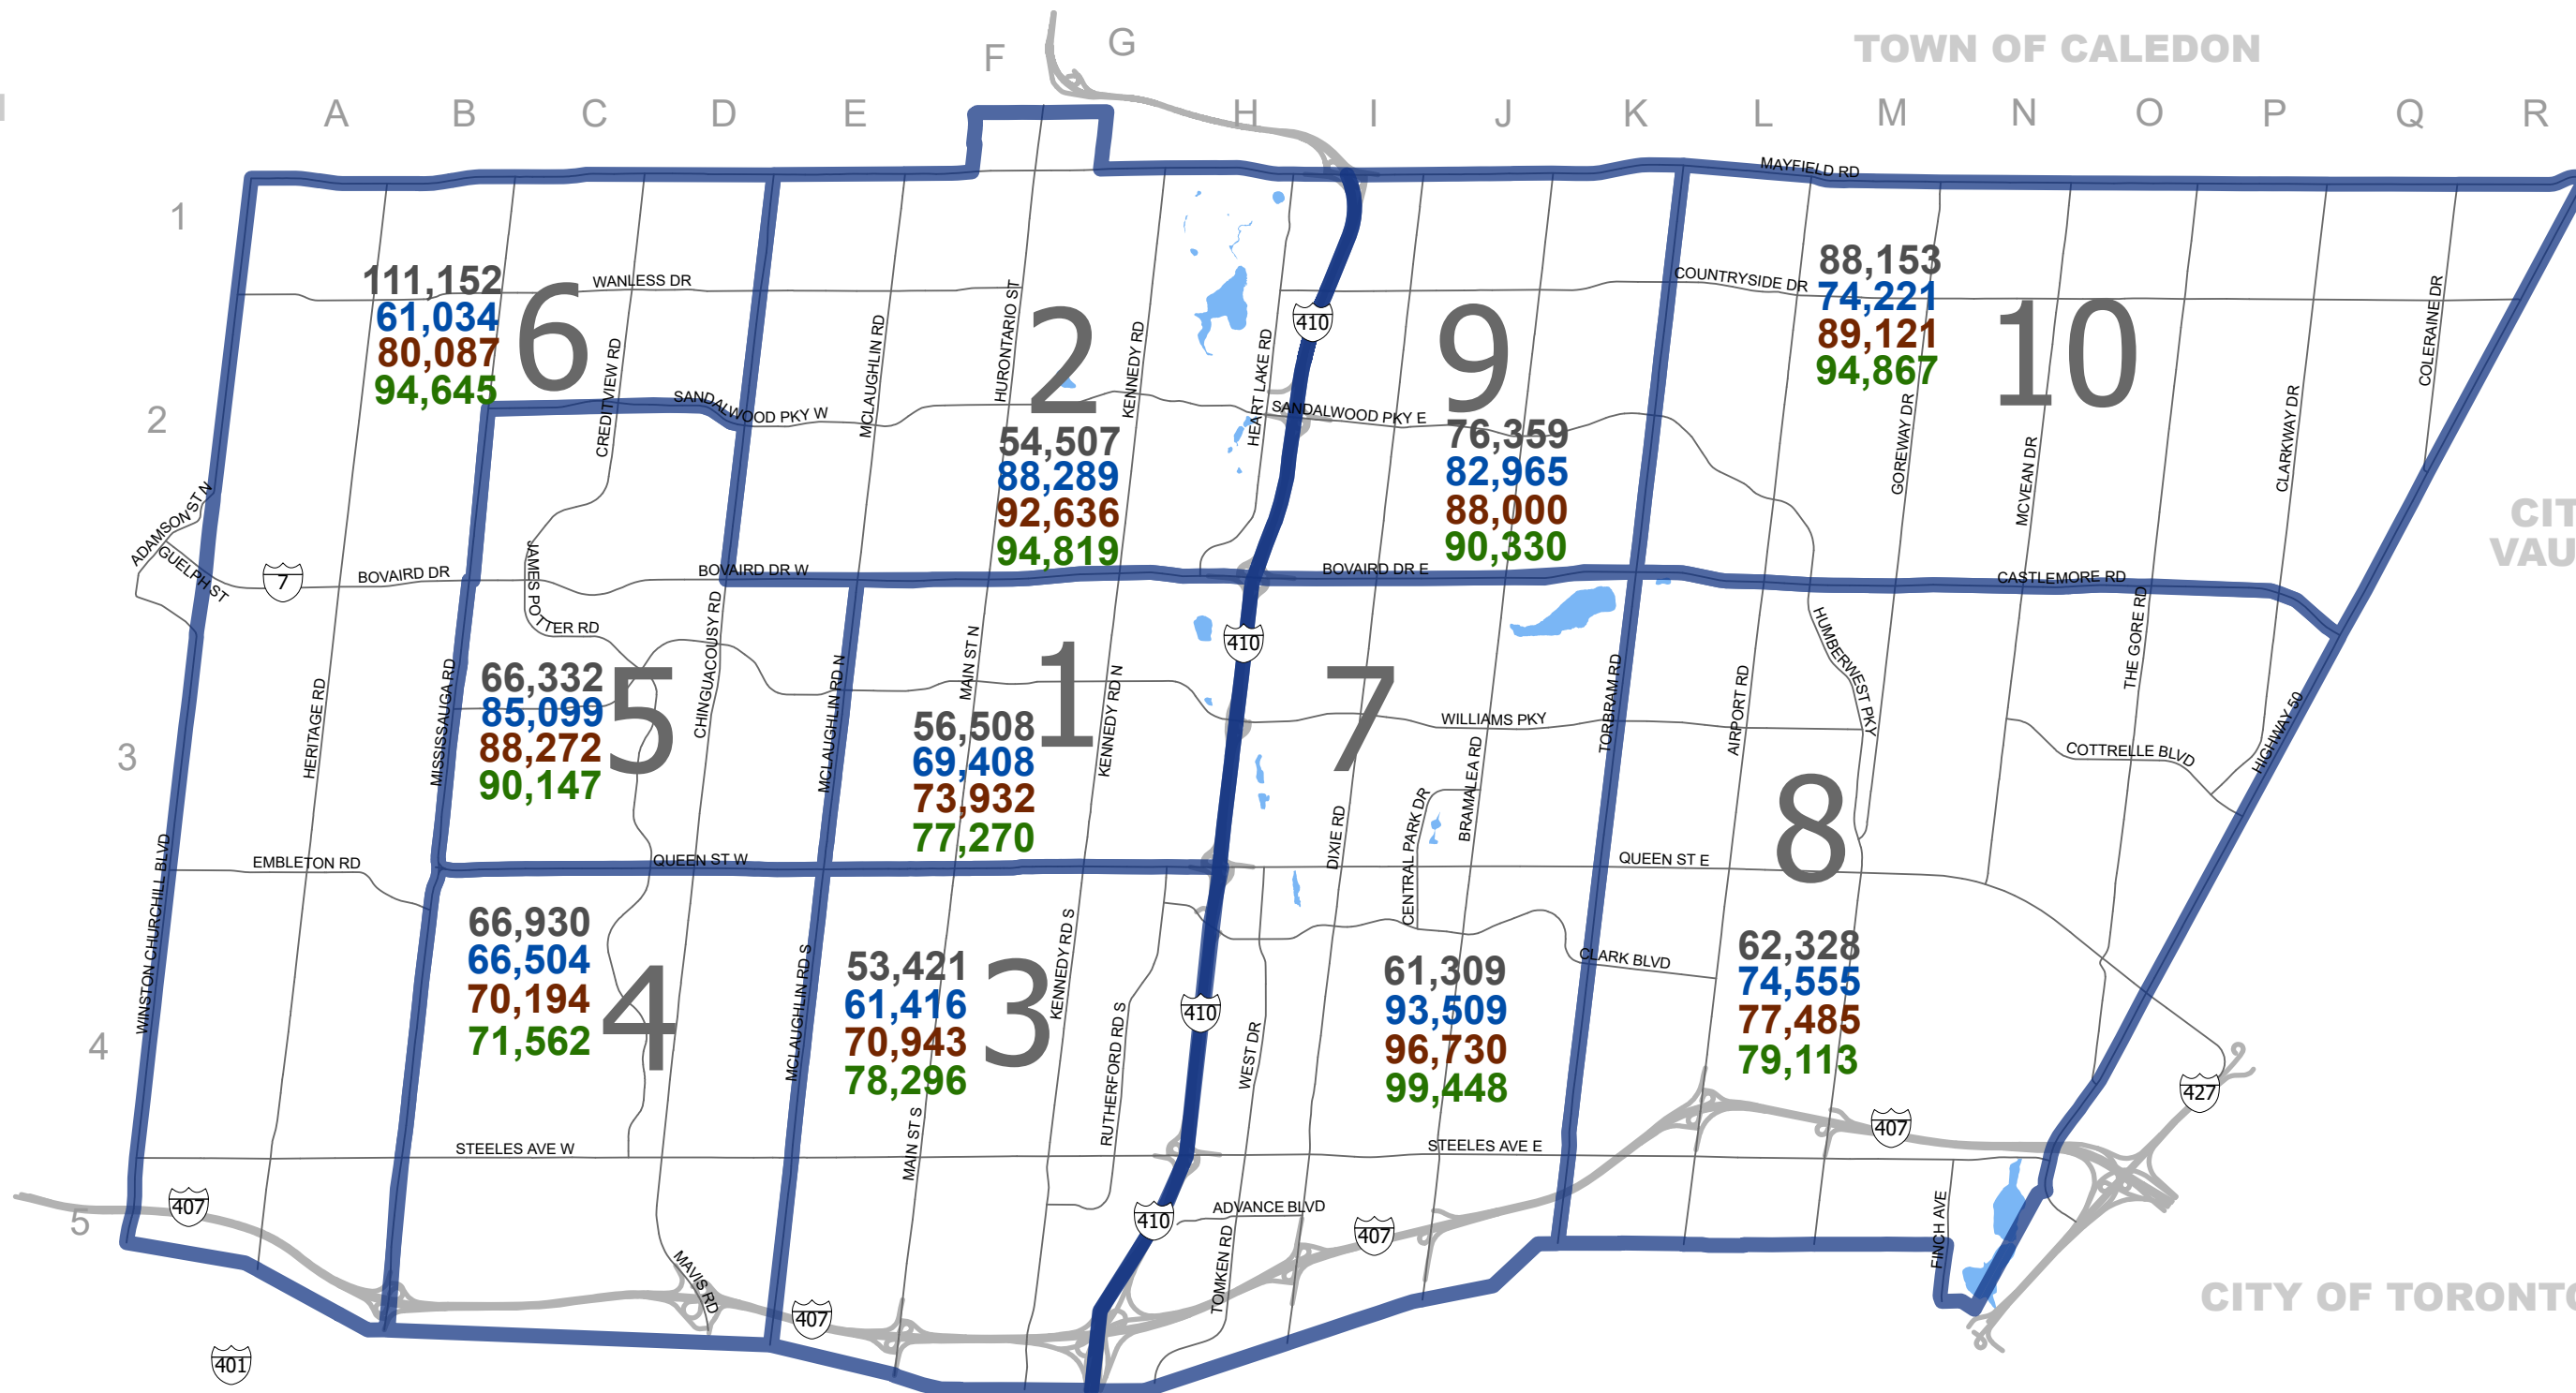 F
G
TOWN OF CALEDON
A B C D E H I J K L M N O P Q R
MAYFIELD RD
1
WANLESS DR
COUNTRYSIDE DR
111,152
61,034
80,087
94,645
6
CREDITVIEW RD
MCLAUGHLIN RD
HURONTARIO ST
2
KENNEDY RD
HEART LAKE RD
410
9
88,153
74,221
89,121
94,867
10
COLERAINE DR
2
SANDALWOOD PKY W
SANDALWOOD PKY E
54,507
88,289
92,636
94,819
76,359
82,965
88,000
90,330
GOREWAY DR
MCVEAN DR
CLARKWAY DR
CIT
VAU
ADAMSON ST N
GUELPH ST
7
BOVAIRD DR
BOVAIRD DR W
BOVAIRD DR E
CASTLEMORE RD
JAMES POTTER RD
410
HERITAGE RD
MISSISSAUGA RD
66,332
85,099
88,272
90,147
5
CHINGUACOUSY RD
MCLAUGHLIN RD N
MAIN ST N
56,508
69,408
73,932
77,270
1
KENNEDY RD N
7
WILLIAMS PKY
TORBRAM RD
AIRPORT RD
HUMBERWEST PKY
THE GORE RD
COTTRELLE BLVD
HIGHWAY 50
3
DIXIE RD
CENTRAL PARK DR
BRAMALEA RD
8
WINSTON CHURCHILL BLVD
EMBLETON RD
QUEEN ST W
QUEEN ST E
66,930
66,504
70,194
71,562
4
MCLAUGHLIN RD S
53,421
61,416
70,943
78,296
3
KENNEDY RD S
RUTHERFORD RD S
410
WEST DR
61,309
93,509
96,730
99,448
CLARK BLVD
62,328
74,555
77,485
79,113
4
427
407
STEELES AVE W
MAIN ST S
STEELES AVE E
407
5
410
ADVANCE BLVD
407
TOMKEN RD
FINCH AVE
MAVIS RD
407
CITY OF TORONTO
401